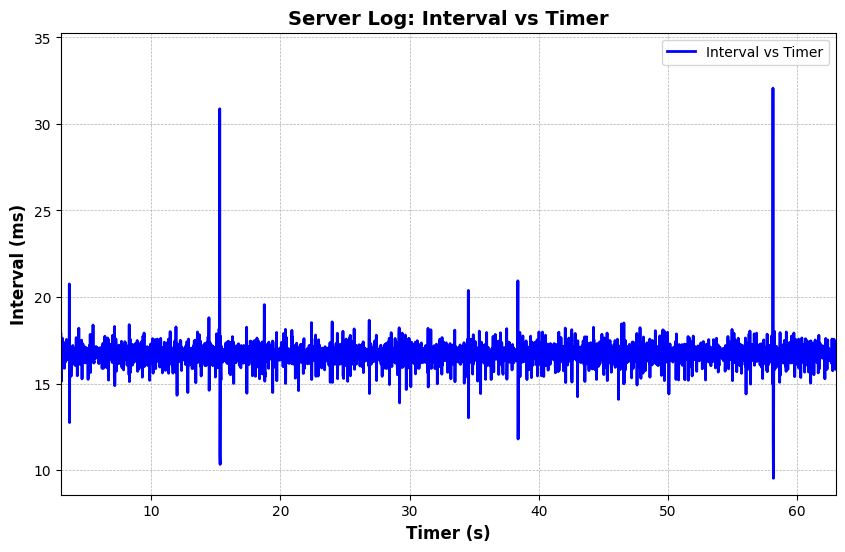 Server Log: Interval vs Timer
Interval vs Timer
35
30
25
20
15
10
Interval (ms)
10 20 30 40 50 60
Timer (s)